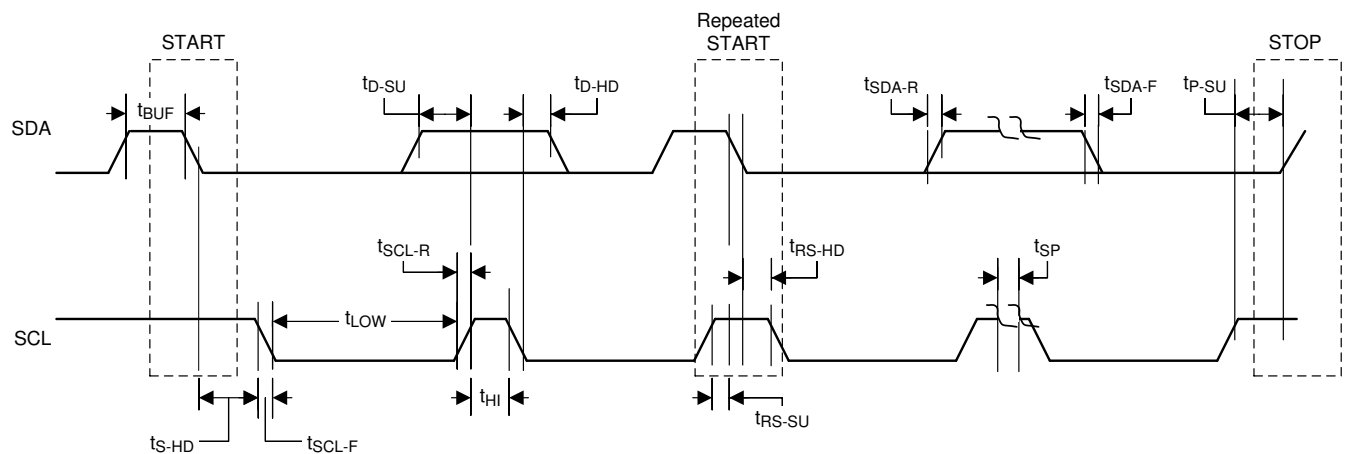 Repeated
START
START
STOP
tD-SU
tD-HD
tSDA-R
tSDA-F
tP-SU
tBUF
SDA
tSCL-R
tRS-HD
tSP
tLOW
SCL
tHI
tRS-SU
tS-HD
tSCL-F